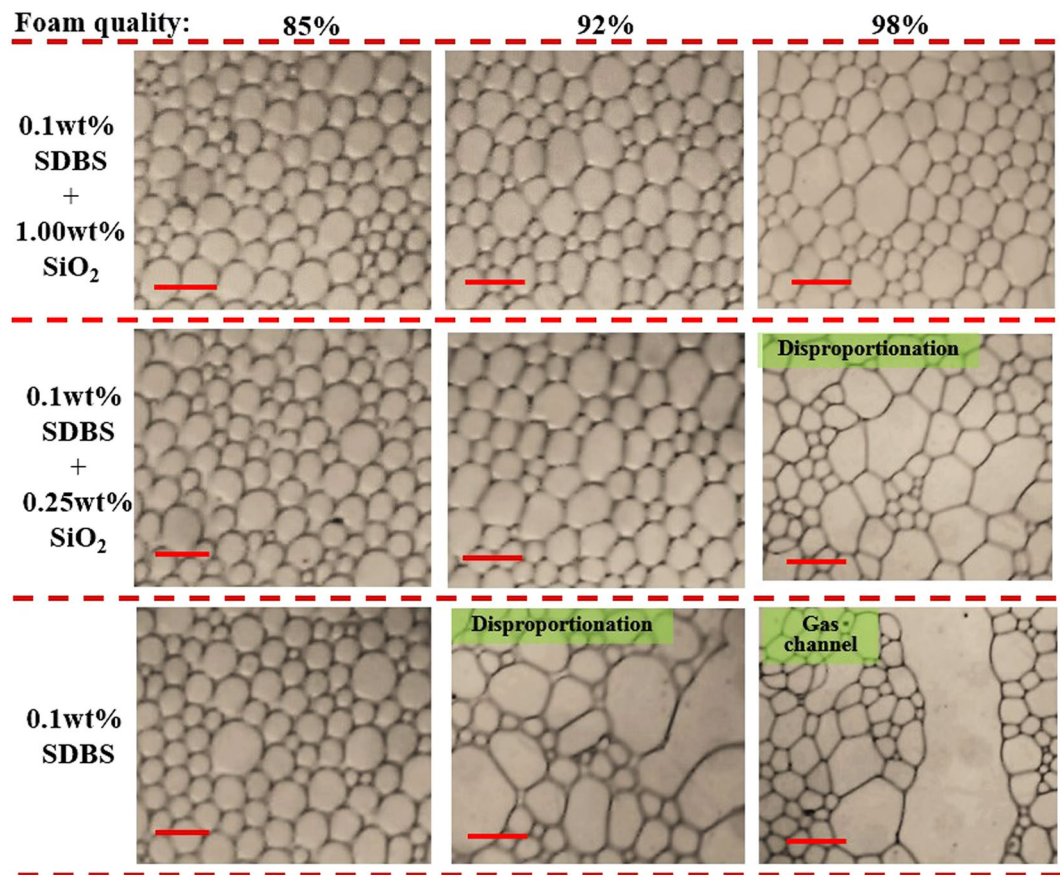 Foam quality: 85% 92% 98%
0.1wt%
SDBS
+
1.00wt%
SiO₂
0.1wt%
SDBS
+
0.25wt%
SiO₂
Disproportionation
0.1wt%
SDBS
Disproportionation
Gas
channel